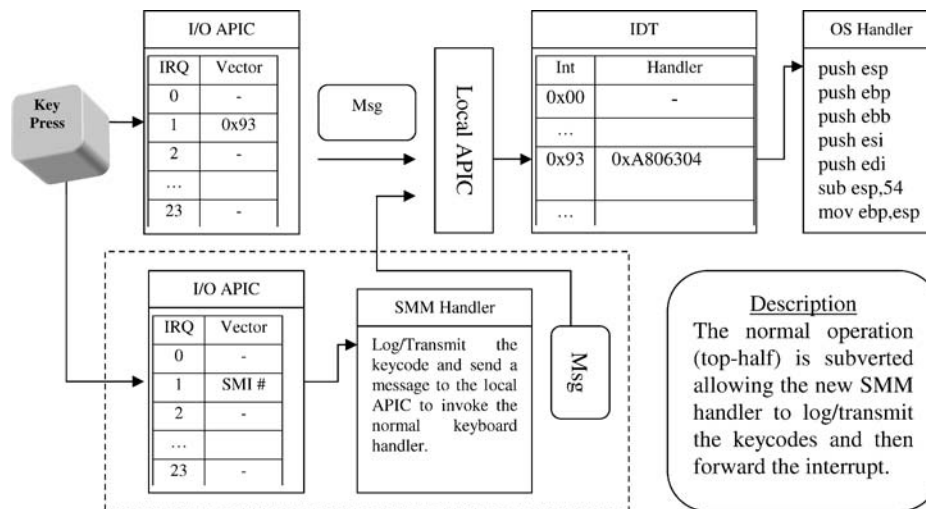 Key
Press
I/O APIC
IRQ Vector
0 -
1 0x93
2 -
...
23 -
Msg
Local APIC
IDT
Int Handler
0x00 -
...
0x93 0xA806304
...
OS Handler
push esp
push ebp
push ebb
push esi
push edi
sub esp,54
mov ebp,esp
I/O APIC
IRQ Vector
0 -
1 SMI #
2 -
...
23 -
SMM Handler
Log/Transmit the
keycode and send a
message to the local
APIC to invoke the
normal keyboard
handler.
Msg
Description
The normal operation
(top-half) is subverted
allowing the new SMM
handler to log/transmit
the keycodes and then
forward the interrupt.